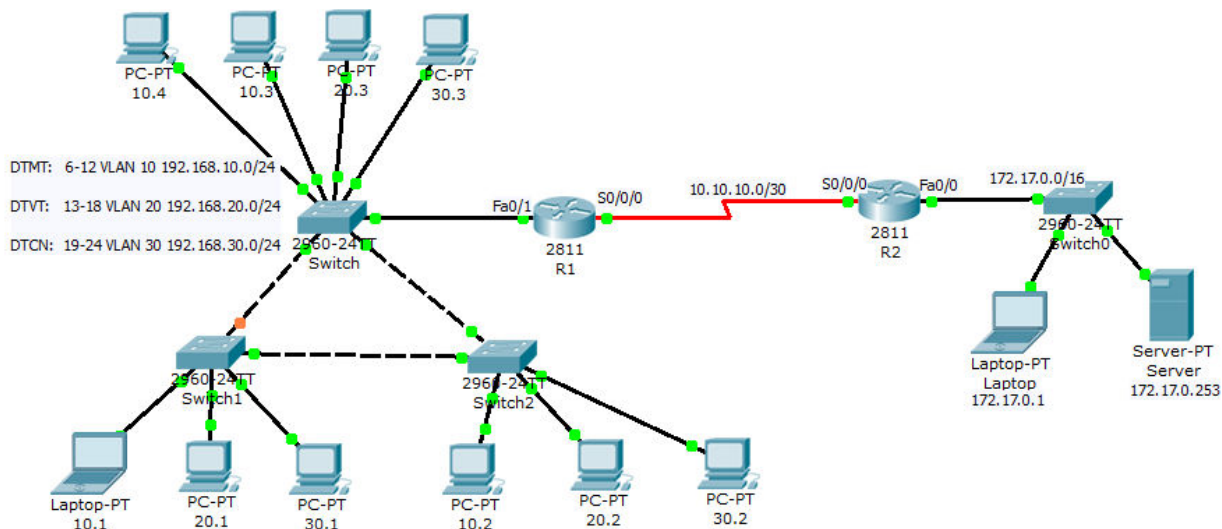 PC-PT
10.4
PC-PT
10.3
PC-PT
20.3
PC-PT
30.3
DTMT: 6-12 VLAN 10 192.168.10.0/24
DTVT: 13-18 VLAN 20 192.168.20.0/24
DTCN: 19-24 VLAN 30 192.168.30.0/24
2960-24TT
Switch
Fa0/1
S0/0/0
2811
R1
10.10.10.0/30
S0/0/0
Fa0/0
2811
R2
172.17.0.0/16
2960-24TT
Switch0
Laptop-PT
Laptop
172.17.0.1
Server-PT
Server
172.17.0.253
2960-24TT
Switch1
2960-24TT
Switch2
Laptop-PT
10.1
PC-PT
20.1
PC-PT
30.1
PC-PT
10.2
PC-PT
20.2
PC-PT
30.2